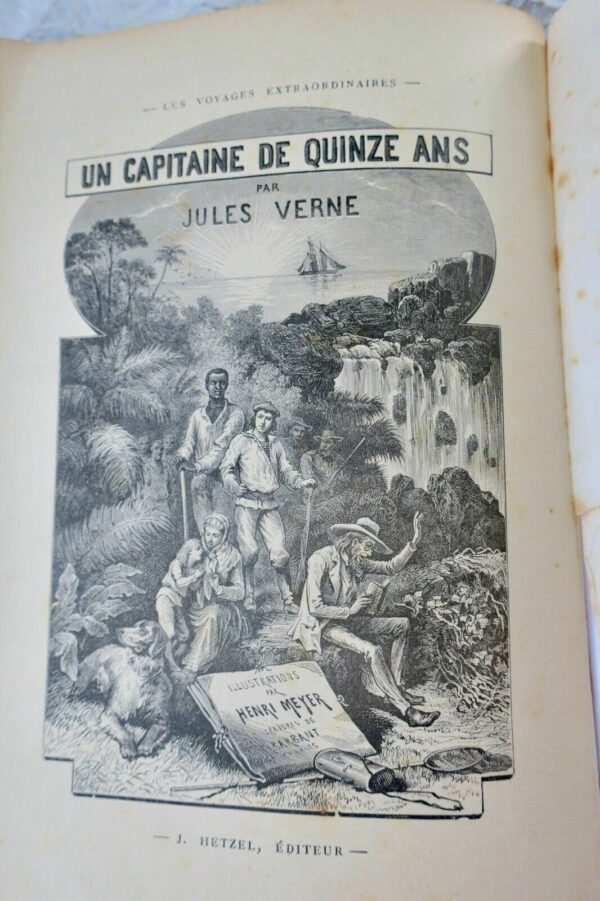 — LES VOYAGES EXTRAORDINAIRES —
UN CAPITAINE DE QUINZE ANS
PAR
JULES VERNE
ILLUSTRATIONS
PAR
HENRI MEYER
GRAVURES DE
BARBANT
— J. HETZEL, ÉDITEUR —